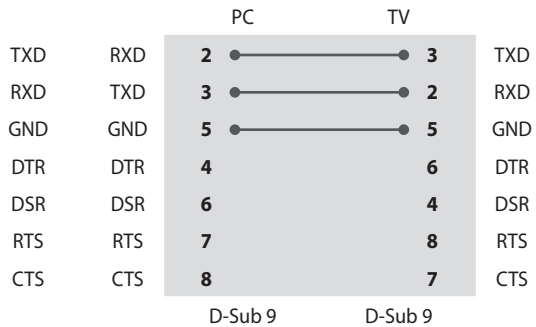 PC TV
TXD RXD 2 3 TXD
RXD TXD 3 2 RXD
GND GND 5 5 GND
DTR DTR 4 6 DTR
DSR DSR 6 4 DSR
RTS RTS 7 8 RTS
CTS CTS 8 7 CTS
D-Sub 9 D-Sub 9